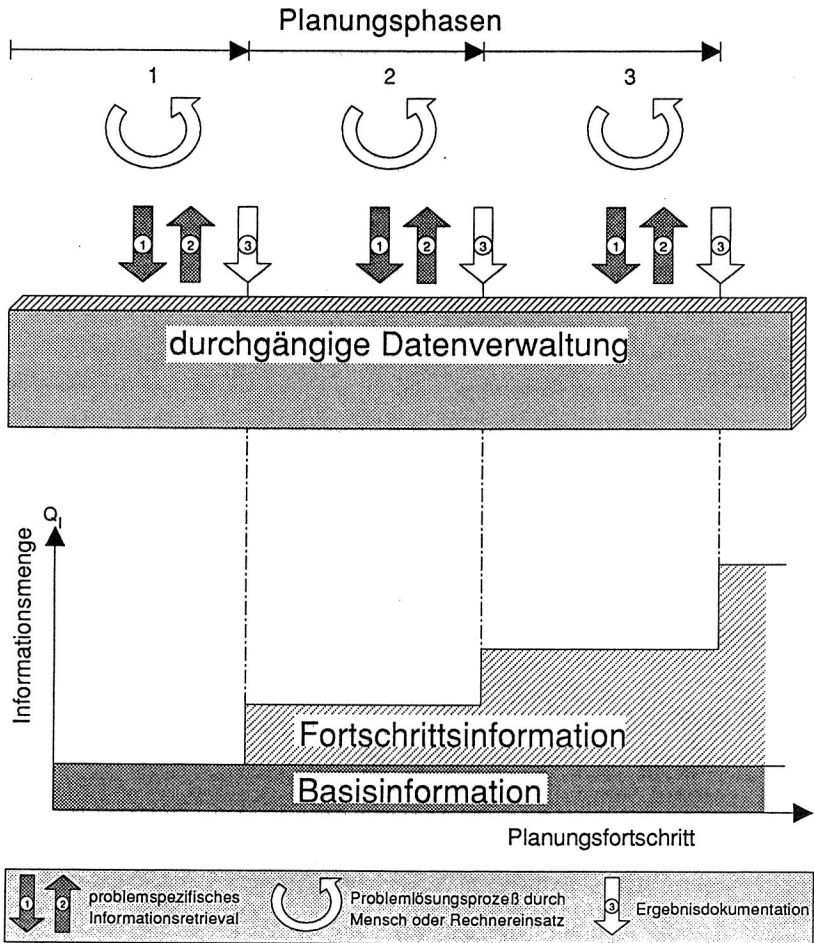 Planungsphasen
1 2 3
1 2 3 1 2 3 1 2 3
durchgängige Datenverwaltung
Q_I
Informationsmenge
Fortschrittsinformation
Basisinformation
Planungsfortschritt
1 2 problemspezifisches
Informationsretrieval
Problemlösungsprozeß durch
Mensch oder Rechnereinsatz
3 Ergebnisdokumentation